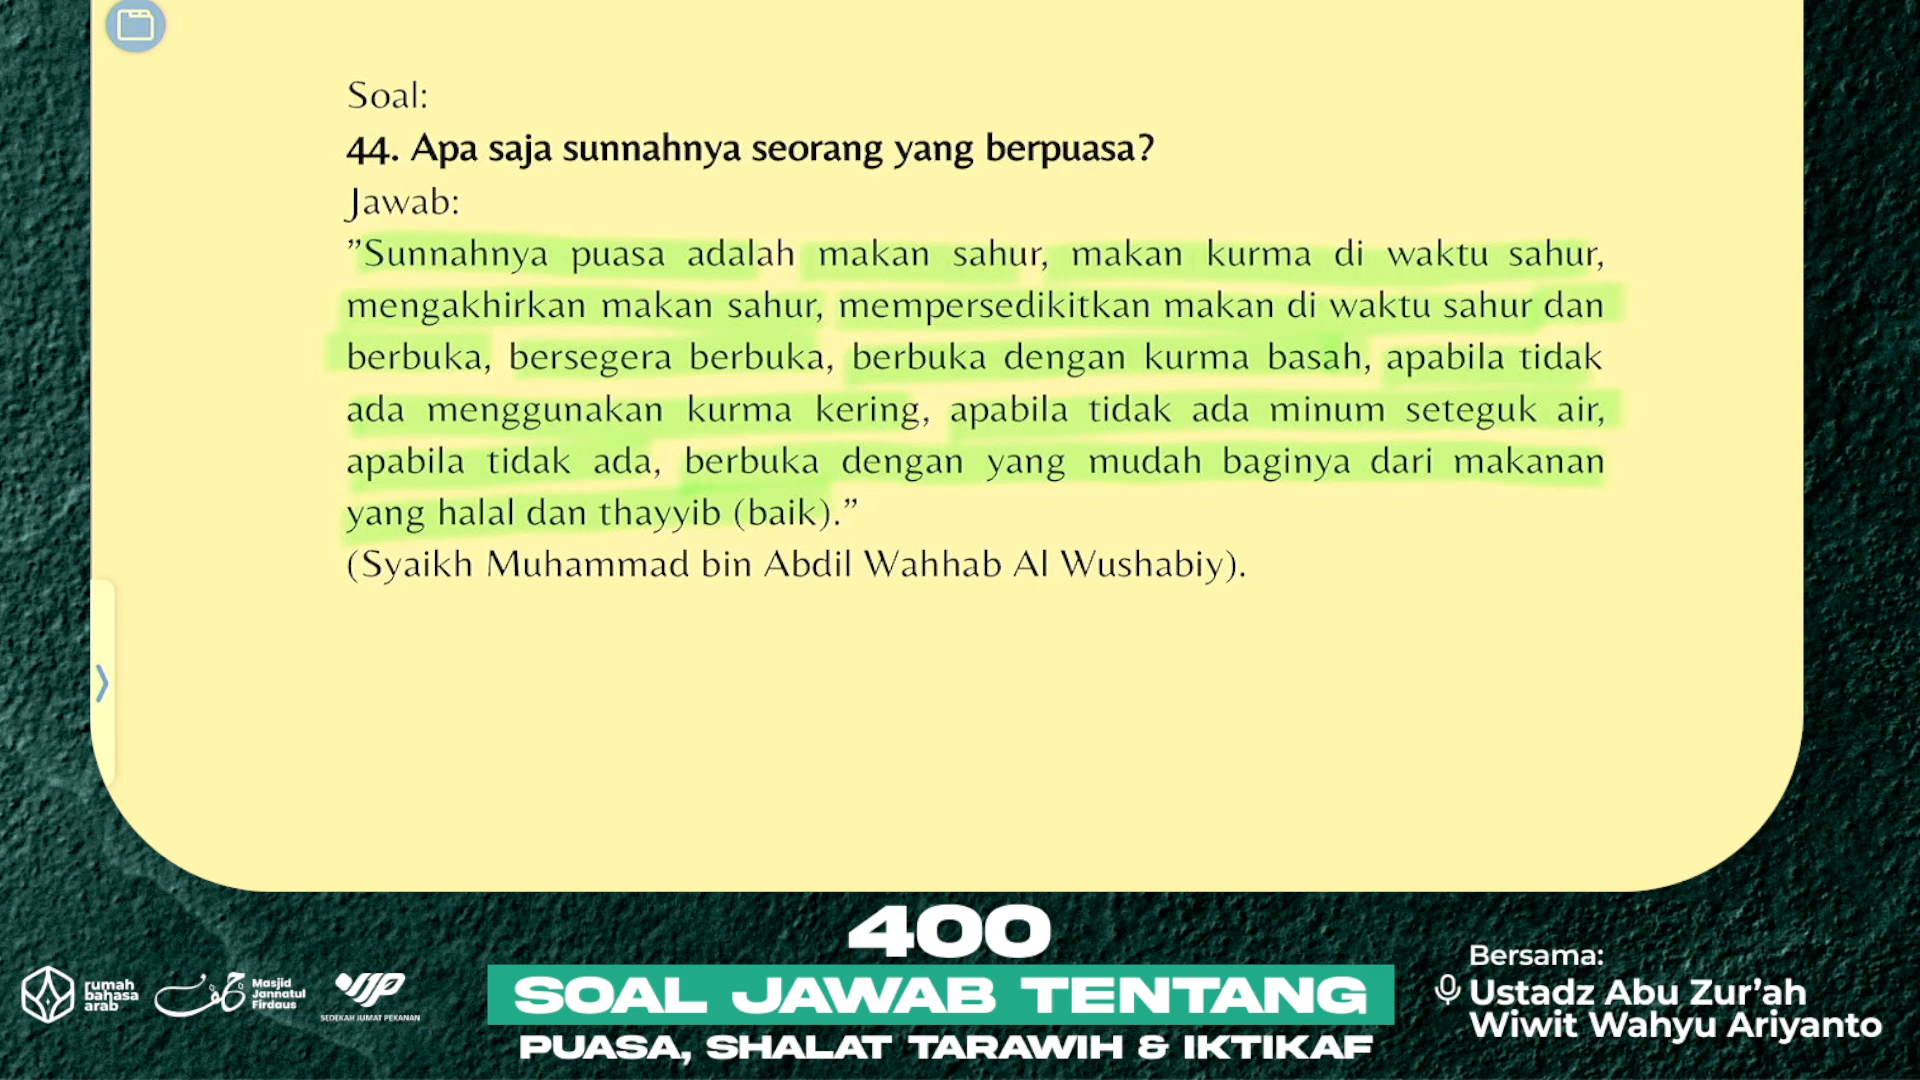 Soal:
44. Apa saja sunnahnya seorang yang berpuasa?
Jawab:
”Sunnahnya puasa adalah makan sahur, makan kurma di waktu sahur,
mengakhirkan makan sahur, mempersedikitkan makan di waktu sahur dan
berbuka, bersegera berbuka, berbuka dengan kurma basah, apabila tidak
ada menggunakan kurma kering, apabila tidak ada minum seteguk air,
apabila tidak ada, berbuka dengan yang mudah baginya dari makanan
yang halal dan thayyib (baik).”
(Syaikh Muhammad bin Abdil Wahhab Al Wushabiy).
rumah
bahasa
arab
Masjid
Jannatul
Firdaus
SEDEKAH JUMAT PEKANAN
400
SOAL JAWAB TENTANG
PUASA, SHALAT TARAWIH & IKTIKAF
Bersama:
Ustadz Abu Zur’ah
Wiwit Wahyu Ariyanto